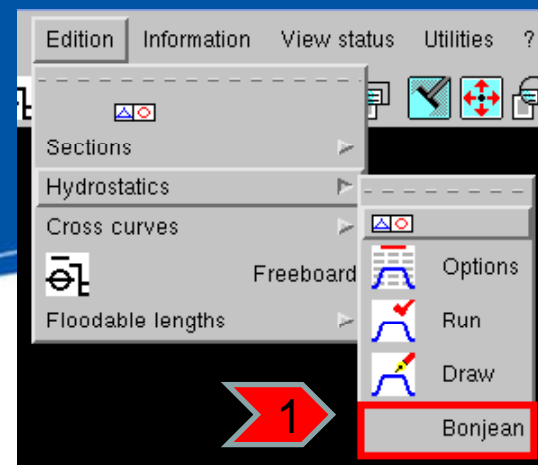 Edition Information View status Utilities ?
Sections
Hydrostatics
Cross curves
Freeboard
Floodable lengths
Options
Run
Draw
1
Bonjean